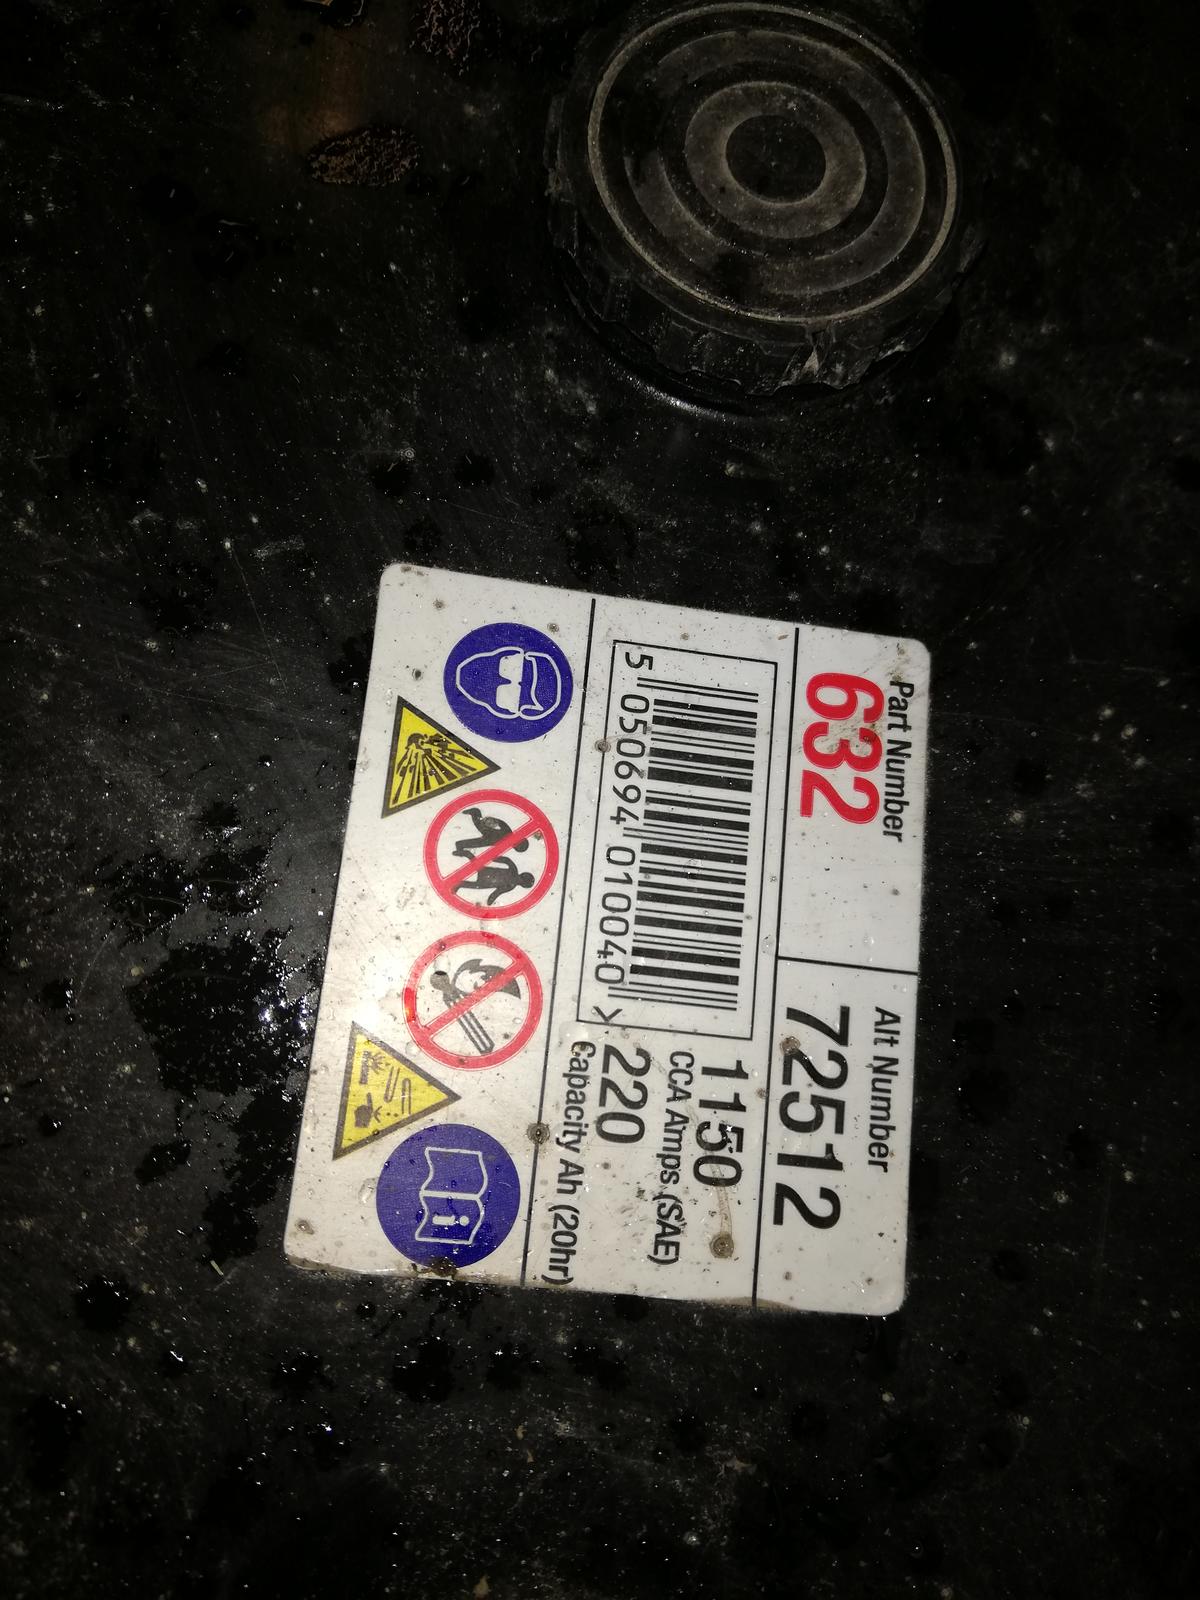 Part Number
632
Alt Number
72512
5 050694 010040 >
1150
CCA Amps (SAE)
220
Capacity Ah (20hr)